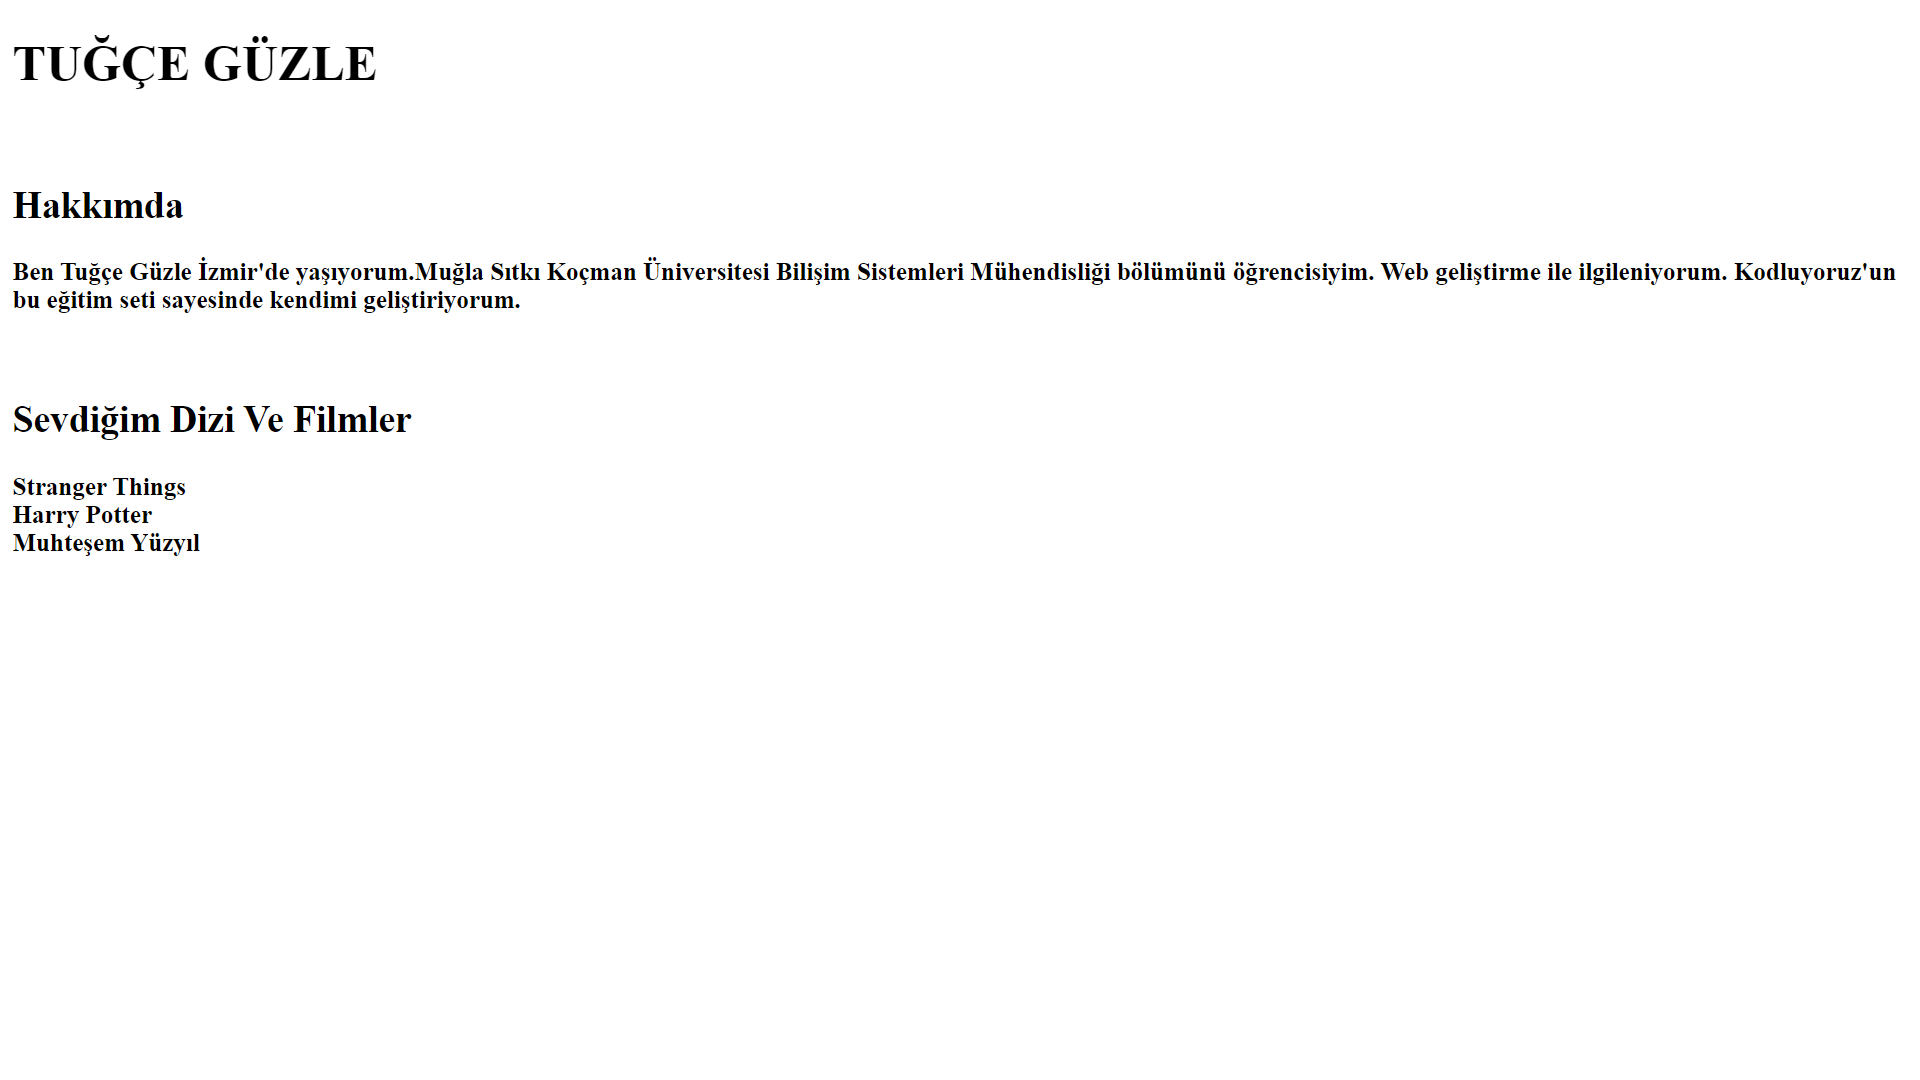 TUĞÇE GÜZLE
Hakkımda
Ben Tuğçe Güzle İzmir'de yaşıyorum.Muğla Sıtkı Koçman Üniversitesi Bilişim Sistemleri Mühendisliği bölümünü öğrencisiyim. Web geliştirme ile ilgileniyorum. Kodluyoruz'un
bu eğitim seti sayesinde kendimi geliştiriyorum.
Sevdiğim Dizi Ve Filmler
Stranger Things
Harry Potter
Muhteşem Yüzyıl